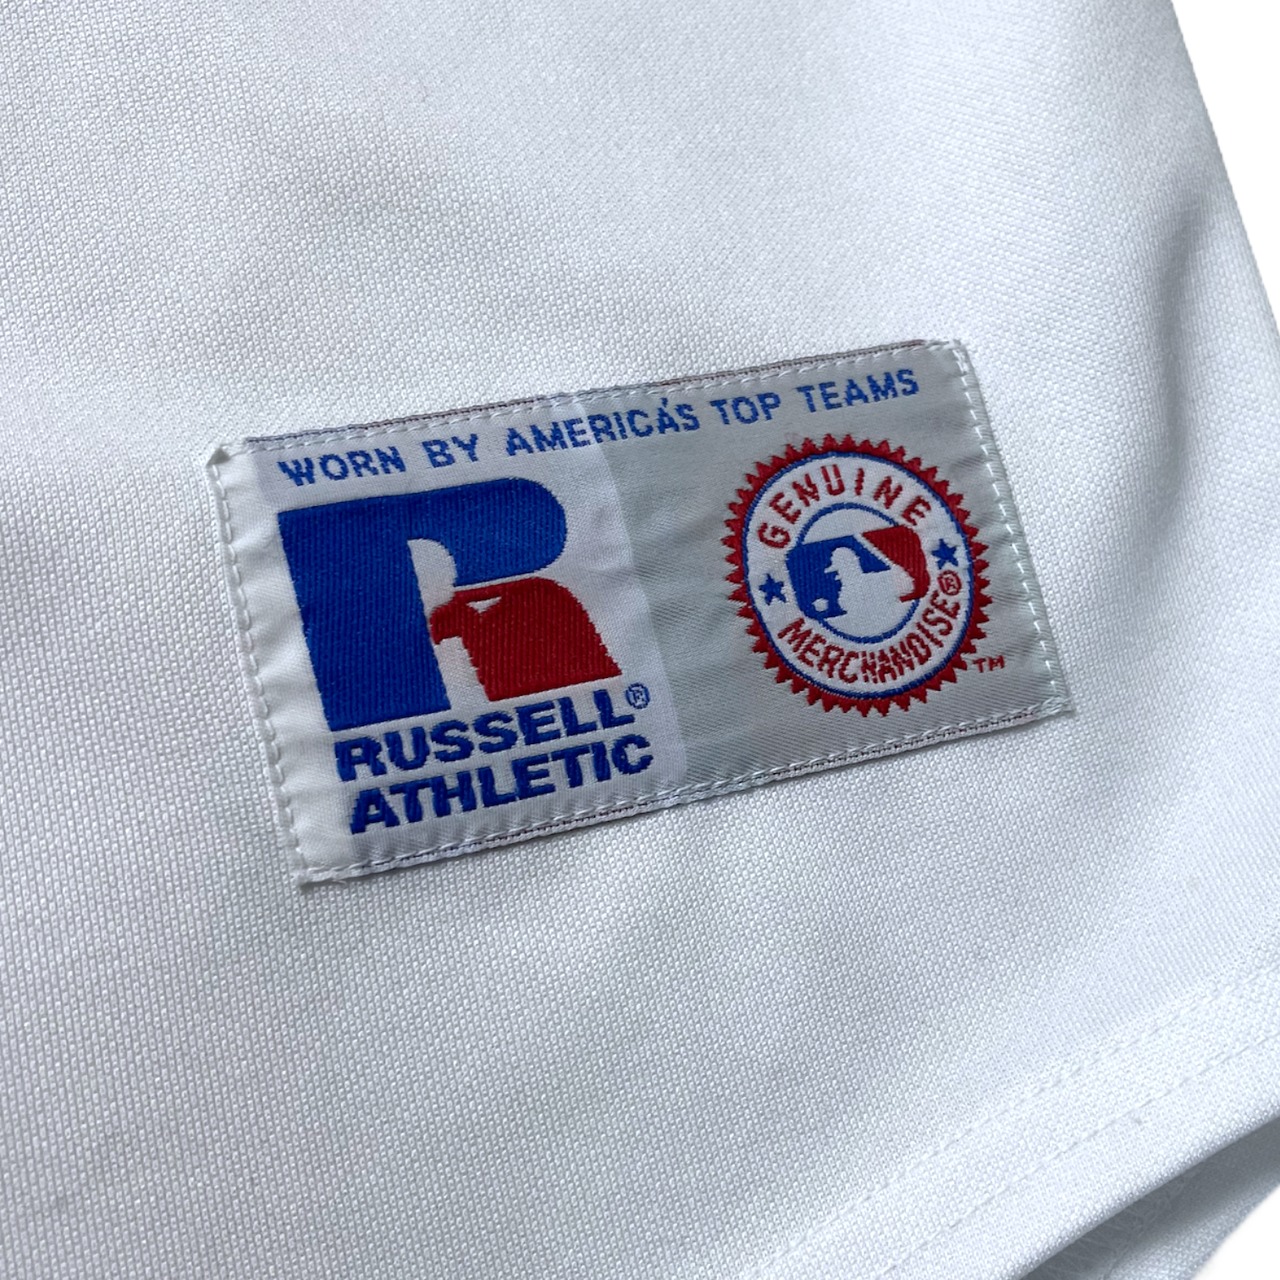 WORN BY AMERICA'S TOP TEAMS
RUSSELL®
ATHLETIC
GENUINE
MERCHANDISE®
TM